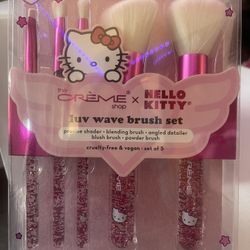 the
CRÈME
shop
x
HELLO
KITTY
luv wave brush set
precise shader • blending brush • angled detailer
blush brush • powder brush
cruelty-free & vegan • set of 5